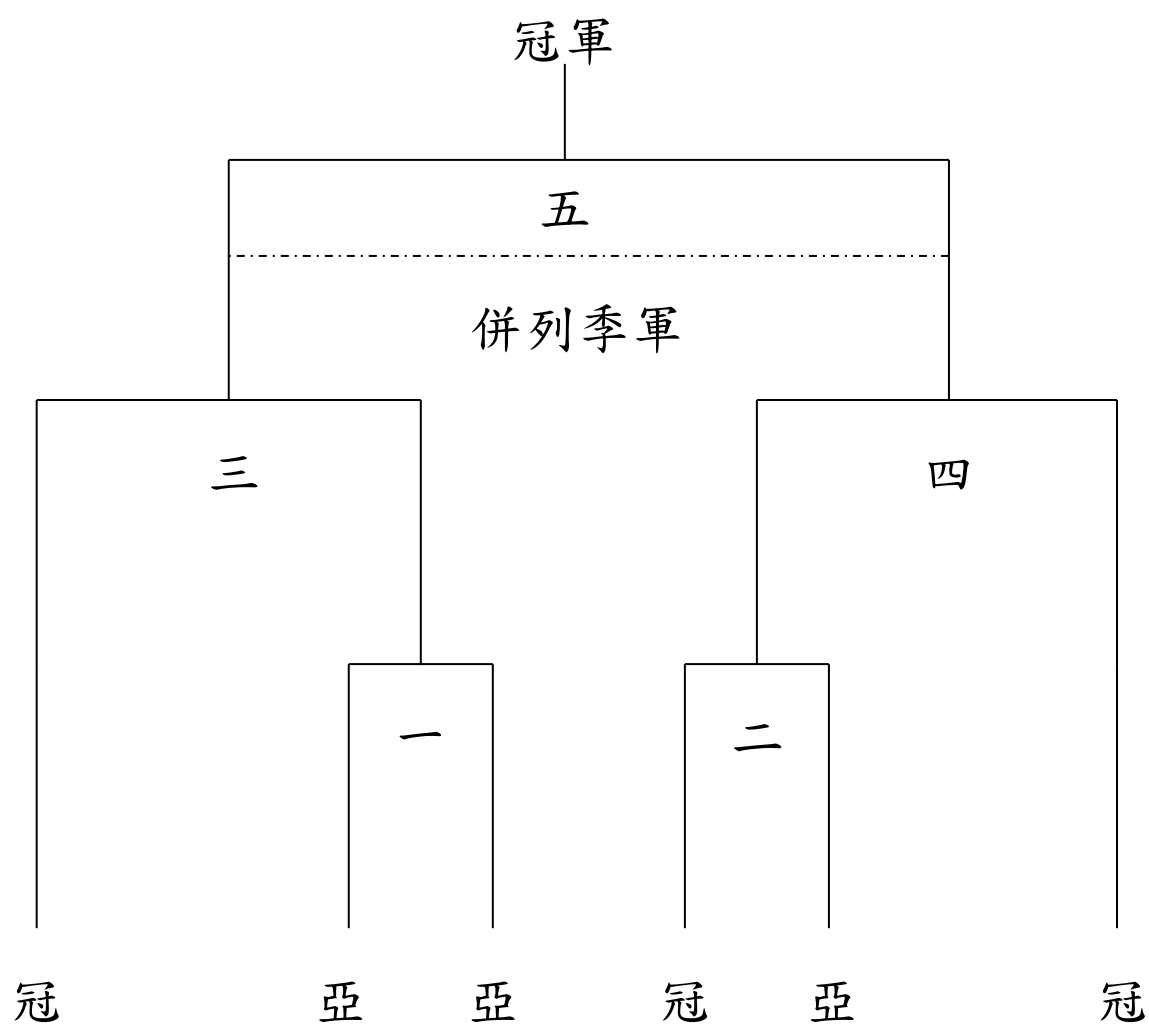 冠軍
五
併列季軍
三 四
一 二
冠 亞 亞 冠 亞 冠